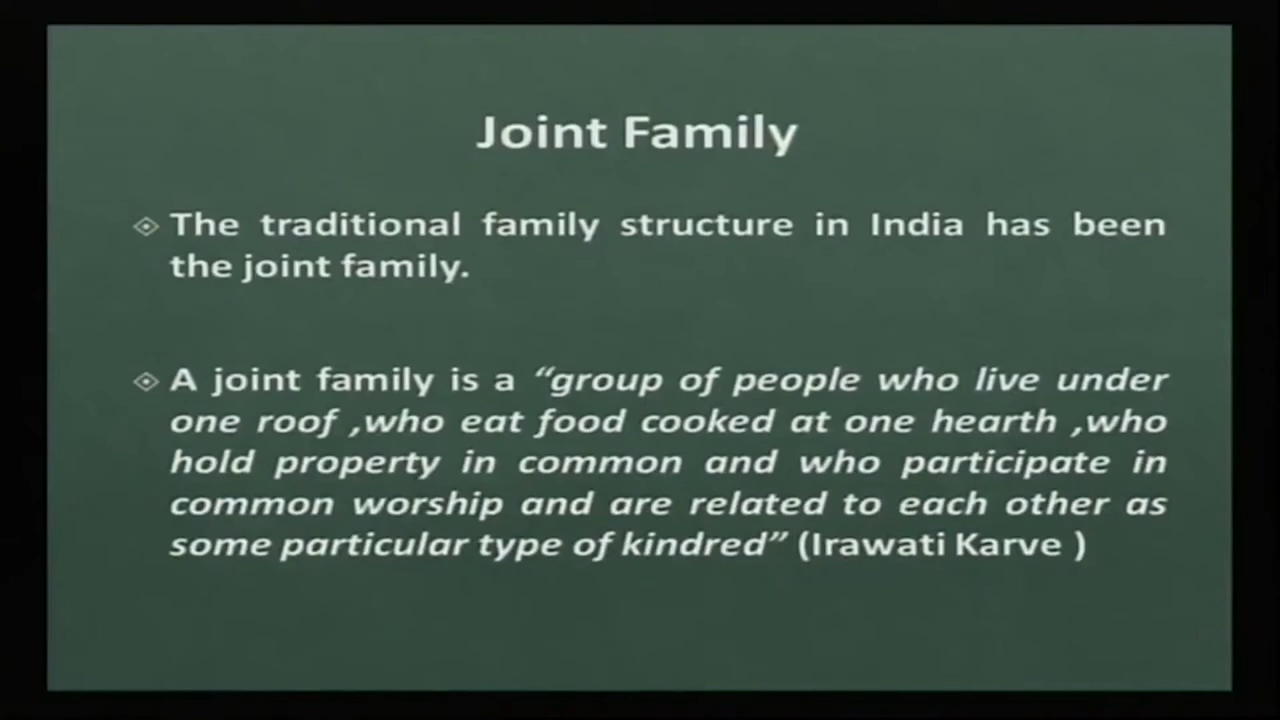 Joint Family
The traditional family structure in India has been
the joint family.
A joint family is a “group of people who live under
one roof ,who eat food cooked at one hearth ,who
hold property in common and who participate in
common worship and are related to each other as
some particular type of kindred” (Irawati Karve )